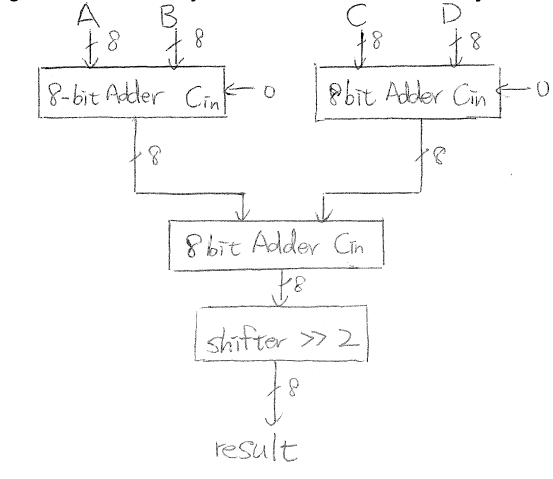 A B C D
8 8 8 8
8-bit Adder Cin 0 8bit Adder Cin 0
8 8
8bit Adder Cin
8
shifter >> 2
8
result